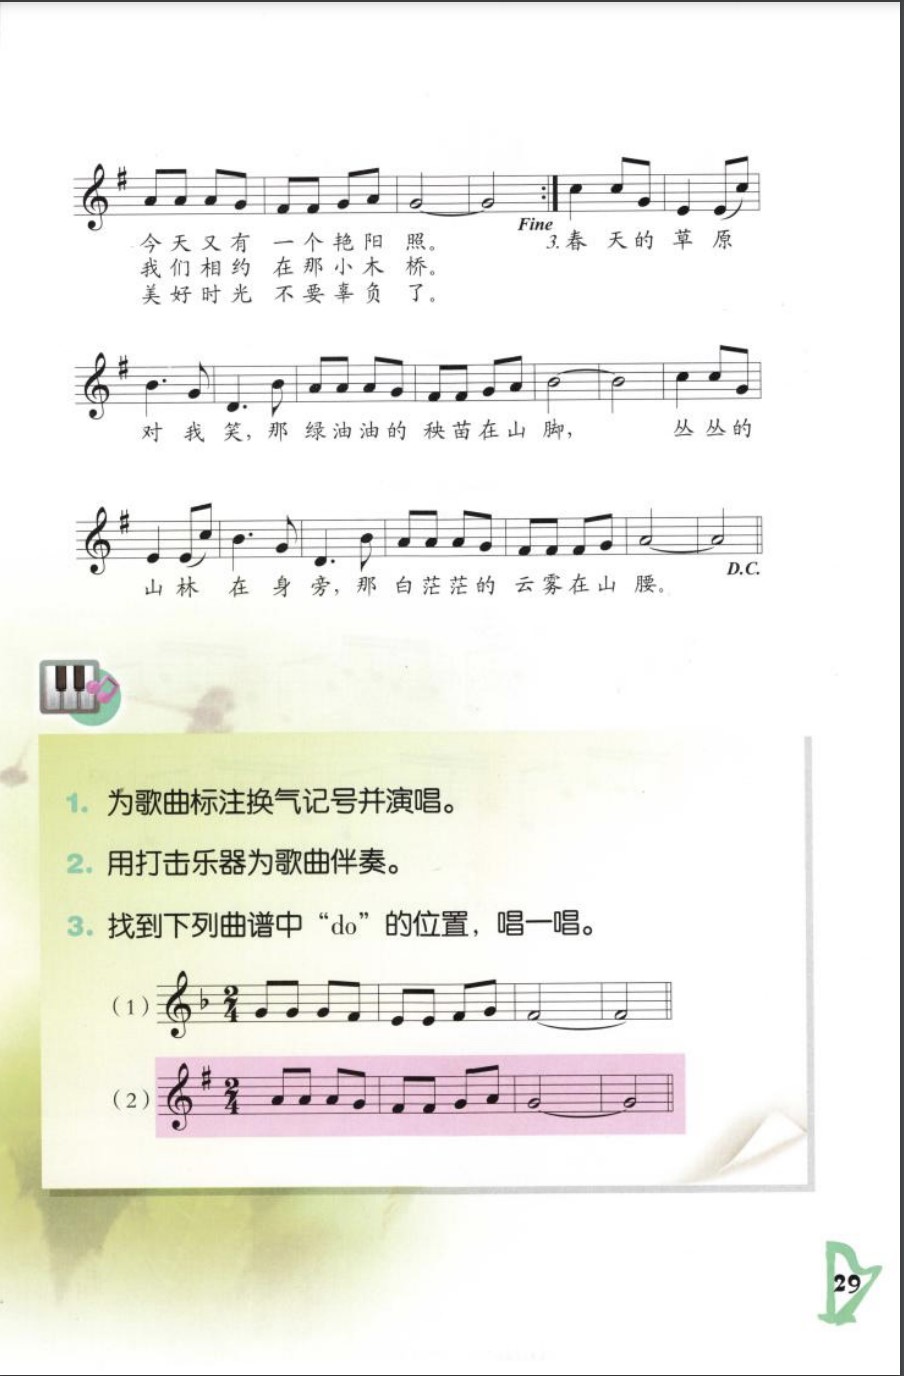 今天又有 一个艳阳 照。
Fine
3.春 天的 草 原
我们相约 在那小木 桥。
美好时光 不要辜负 了。
对 我 笑，那 绿油油的 秧苗在山 脚， 丛 丛的
山 林 在 身 旁，那 白茫茫的 云雾在山 腰。
D.C.
1. 为歌曲标注换气记号并演唱。
2. 用打击乐器为歌曲伴奏。
3. 找到下列曲谱中“do”的位置，唱一唱。
（1） 2/4
（2） 2/4
29